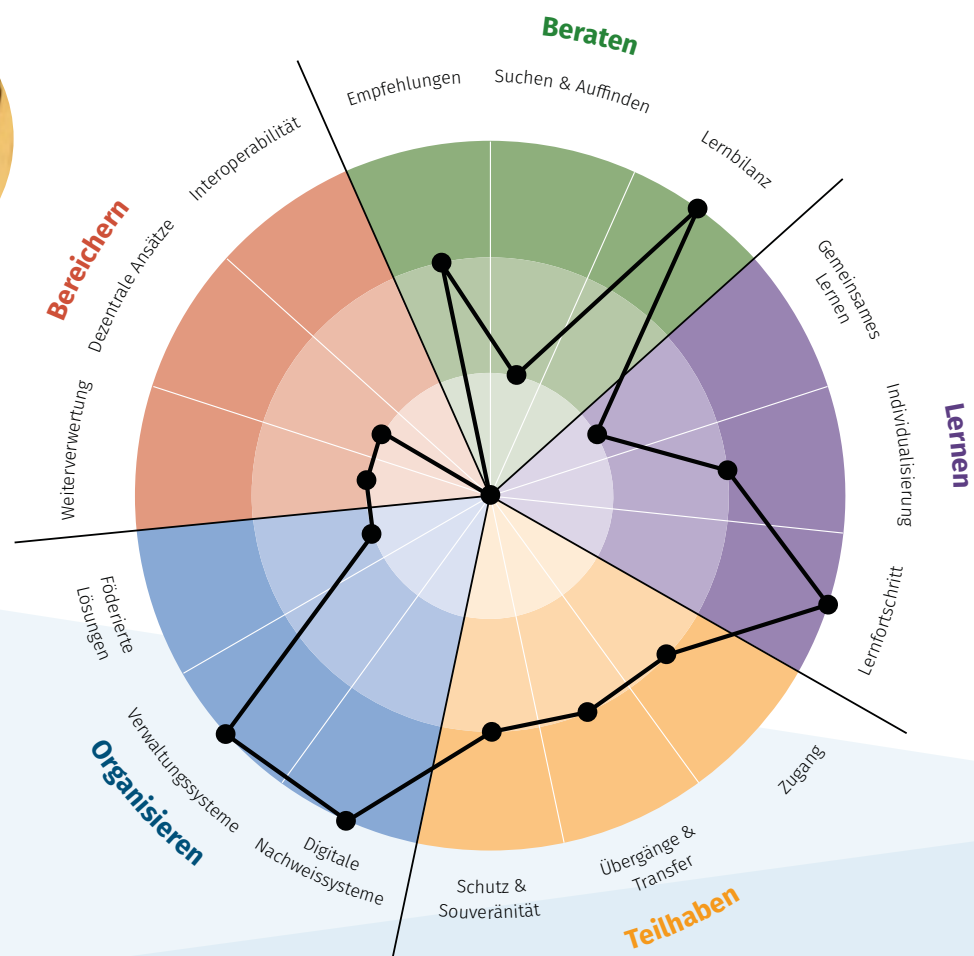 Beraten
Empfehlungen
Suchen & Auffinden
Lernbilanz
Lernen
Gemeinsames
Lernen
Individualisierung
Lernfortschritt
Teilhaben
Zugang
Übergänge &
Transfer
Schutz &
Souveränität
Organisieren
Digitale
Nachweissysteme
Verwaltungssysteme
Föderierte
Lösungen
Bereichern
Weiterverwertung
Dezentrale Ansätze
Interoperabilität